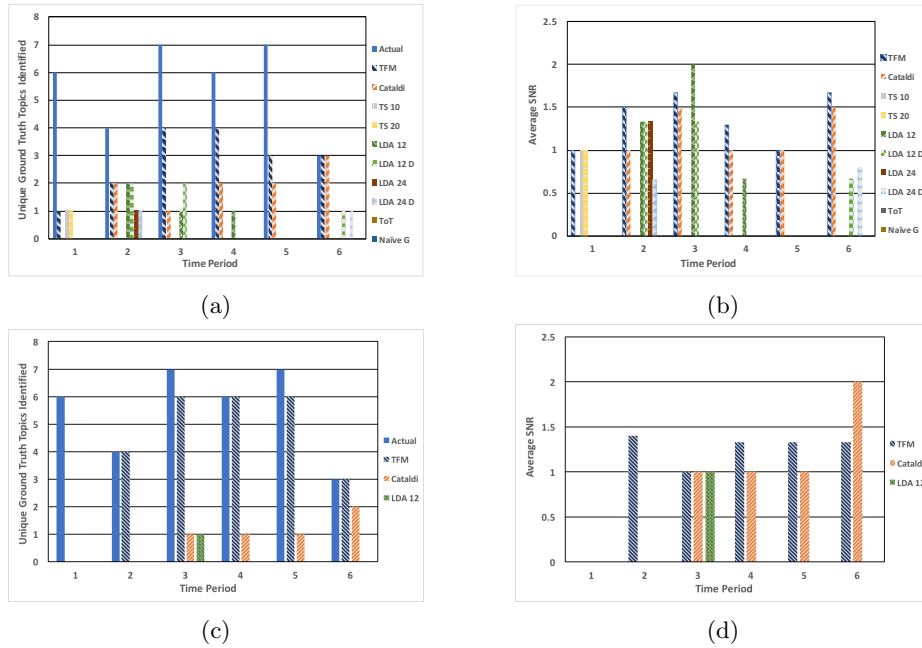 8
7
6
5
4
3
2
1
0
Unique Ground Truth Topics Identified
1 2 3 4 5 6
Time Period
Actual
TFM
Cataldi
TS 10
TS 20
LDA 12
LDA 12 D
LDA 24
LDA 24 D
ToT
Naïve G
(a)
2.5
2
1.5
1
0.5
0
Average SNR
1 2 3 4 5 6
Time Period
TFM
Cataldi
TS 10
TS 20
LDA 12
LDA 12 D
LDA 24
LDA 24 D
ToT
Naïve G
(b)
8
7
6
5
4
3
2
1
0
Unique Ground Truth Topics Identified
1 2 3 4 5 6
Time Period
Actual
TFM
Cataldi
LDA 12
(c)
2.5
2
1.5
1
0.5
0
Average SNR
1 2 3 4 5 6
Time Period
TFM
Cataldi
LDA 12
(d)